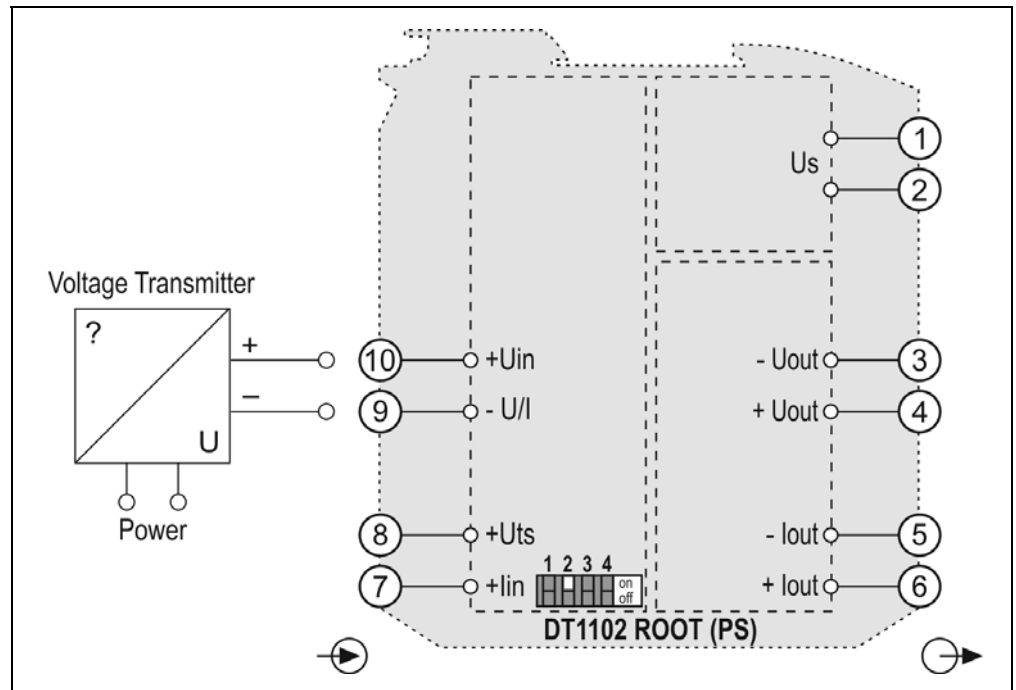 Us
1
2
Voltage Transmitter
?
+
−
U
Power
10
+Uin
9
- U/I
8
+Uts
7
+Iin
1 2 3 4
on
off
- Uout
3
+ Uout
4
- Iout
5
+ Iout
6
DT1102 ROOT (PS)